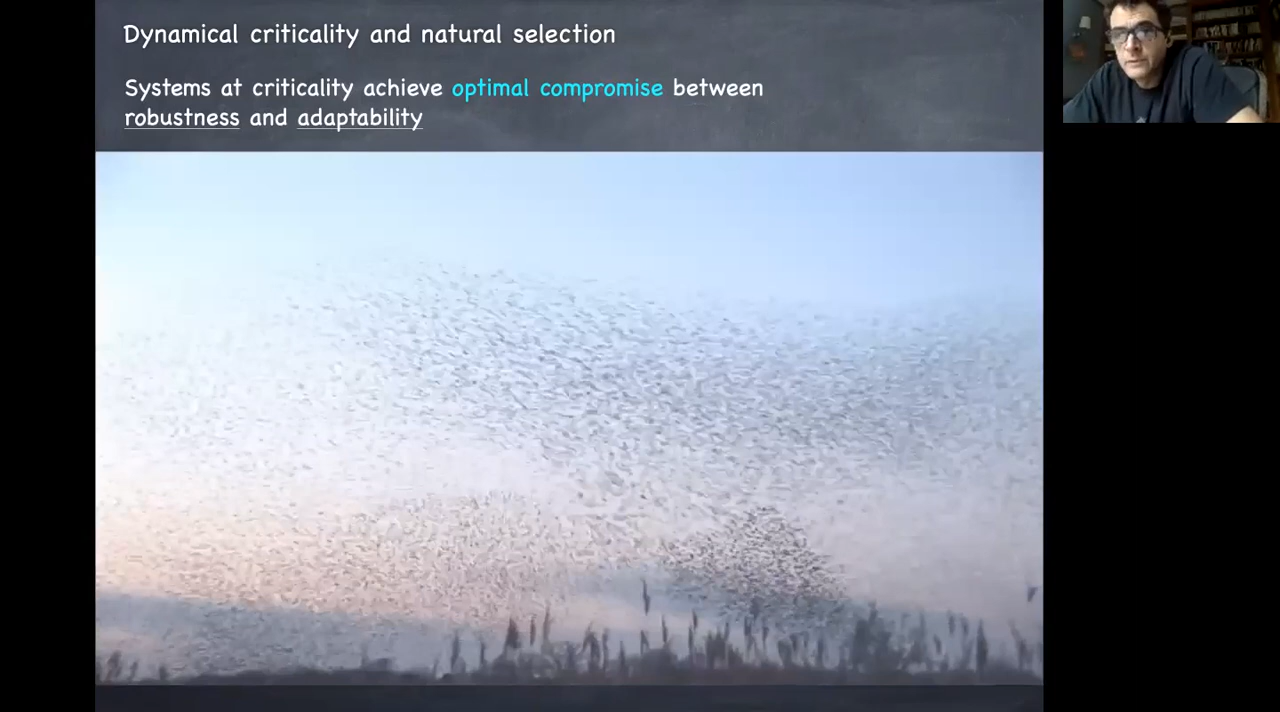 Dynamical criticality and natural selection
Systems at criticality achieve optimal compromise between
robustness and adaptability